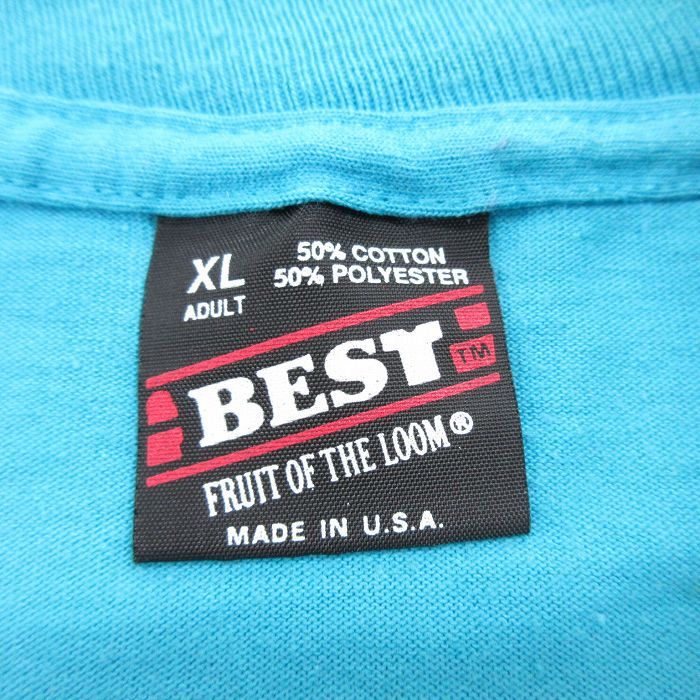 XL
ADULT
50% COTTON
50% POLYESTER
BEST TM
FRUIT OF THE LOOM®
MADE IN U.S.A.